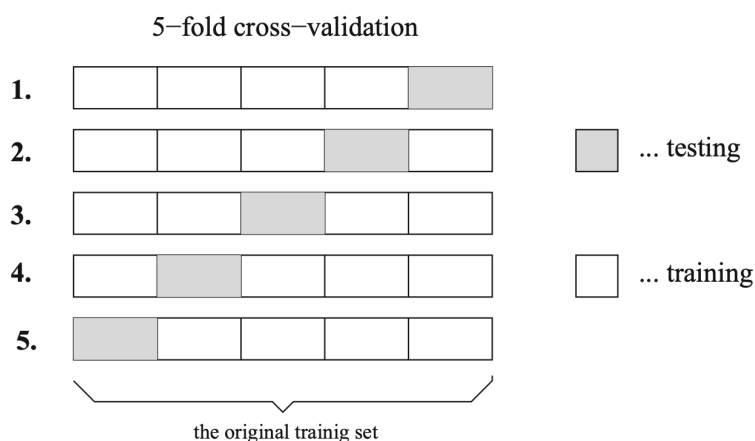 5−fold cross−validation
1.
2.
... testing
3.
4.
... training
5.
the original trainig set